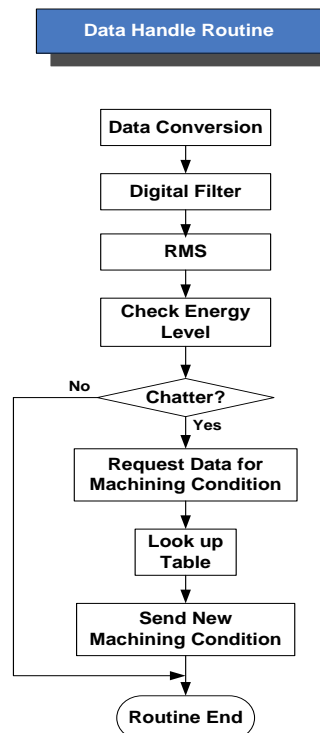 Data Handle Routine
Data Conversion
Digital Filter
RMS
Check Energy
Level
No
Chatter?
Yes
Request Data for
Machining Condition
Look up
Table
Send New
Machining Condition
Routine End